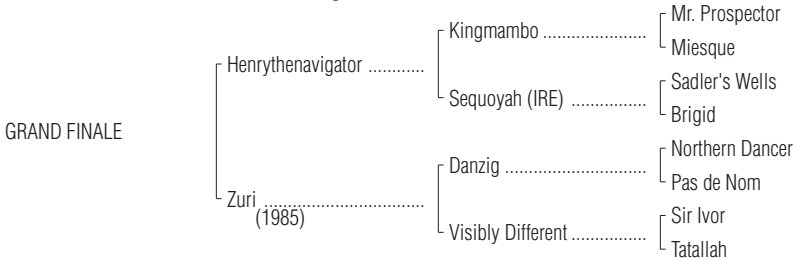 Mr. Prospector
Kingmambo ......................
Miesque
Henrythenavigator ............
Sadler's Wells
Sequoyah (IRE) ................
Brigid
GRAND FINALE
Northern Dancer
Danzig ..............................
Pas de Nom
Zuri ..................................
(1985)
Sir Ivor
Visibly Different ................
Tatallah